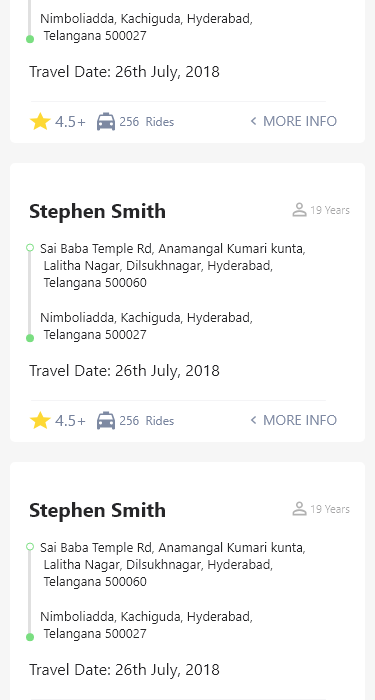 Nimboliadda, Kachiguda, Hyderabad,
Telangana 500027
Travel Date: 26th July, 2018
4.5+ 256 Rides < MORE INFO
Stephen Smith 19 Years
Sai Baba Temple Rd, Anamangal Kumari kunta,
Lalitha Nagar, Dilsukhnagar, Hyderabad,
Telangana 500060
Nimboliadda, Kachiguda, Hyderabad,
Telangana 500027
Travel Date: 26th July, 2018
4.5+ 256 Rides < MORE INFO
Stephen Smith 19 Years
Sai Baba Temple Rd, Anamangal Kumari kunta,
Lalitha Nagar, Dilsukhnagar, Hyderabad,
Telangana 500060
Nimboliadda, Kachiguda, Hyderabad,
Telangana 500027
Travel Date: 26th July, 2018